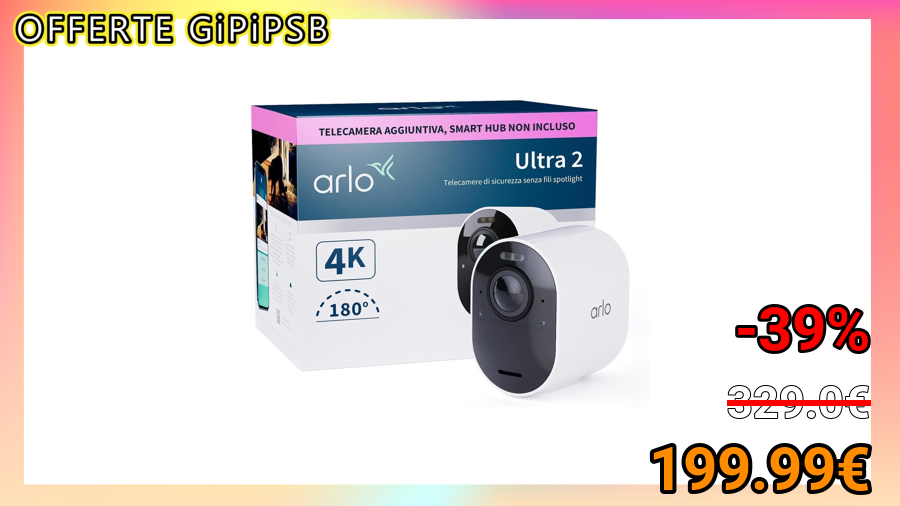 OFFERTE GiPiPSB
arlo
TELECAMERA AGGIUNTIVA, SMART HUB NON INCLUSO
Ultra 2
arlo
Telecamere di sicurezza senza fili spotlight
4K
180°
arlo
-39%
329.0€
199.99€